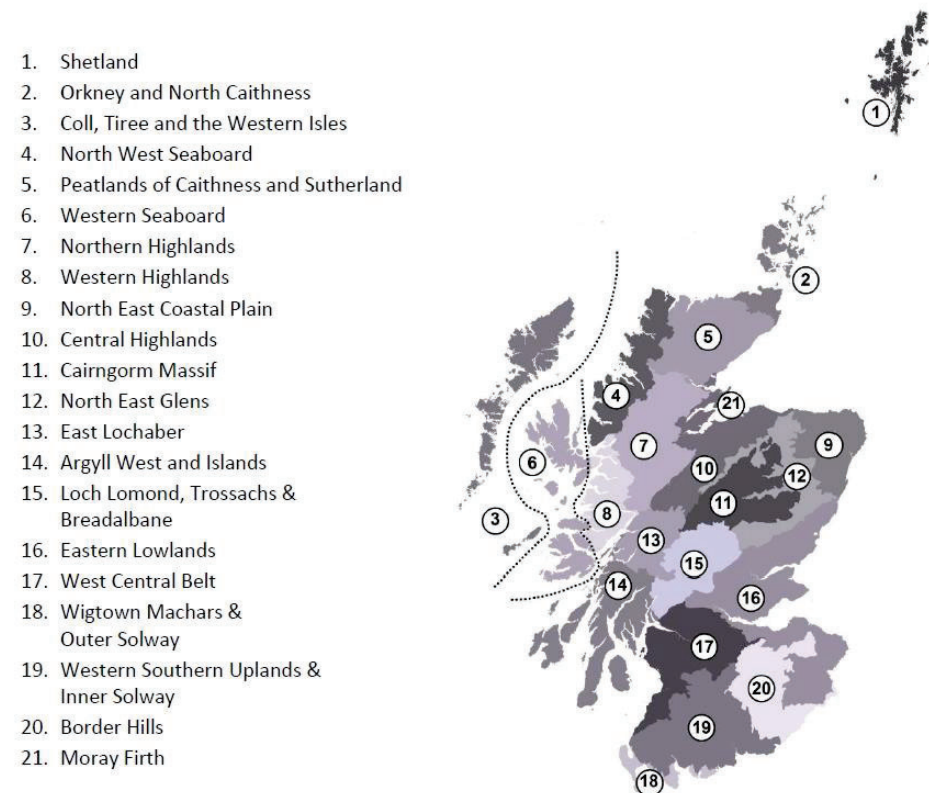 1. Shetland
2. Orkney and North Caithness
3. Coll, Tiree and the Western Isles
4. North West Seaboard
5. Peatlands of Caithness and Sutherland
6. Western Seaboard
7. Northern Highlands
8. Western Highlands
9. North East Coastal Plain
10. Central Highlands
11. Cairngorm Massif
12. North East Glens
13. East Lochaber
14. Argyll West and Islands
15. Loch Lomond, Trossachs &
Breadalbane
16. Eastern Lowlands
17. West Central Belt
18. Wigtown Machars &
Outer Solway
19. Western Southern Uplands &
Inner Solway
20. Border Hills
21. Moray Firth
1
2
5
4
21
7
9
6
10
12
11
3
8
13
15
14
16
17
20
19
18